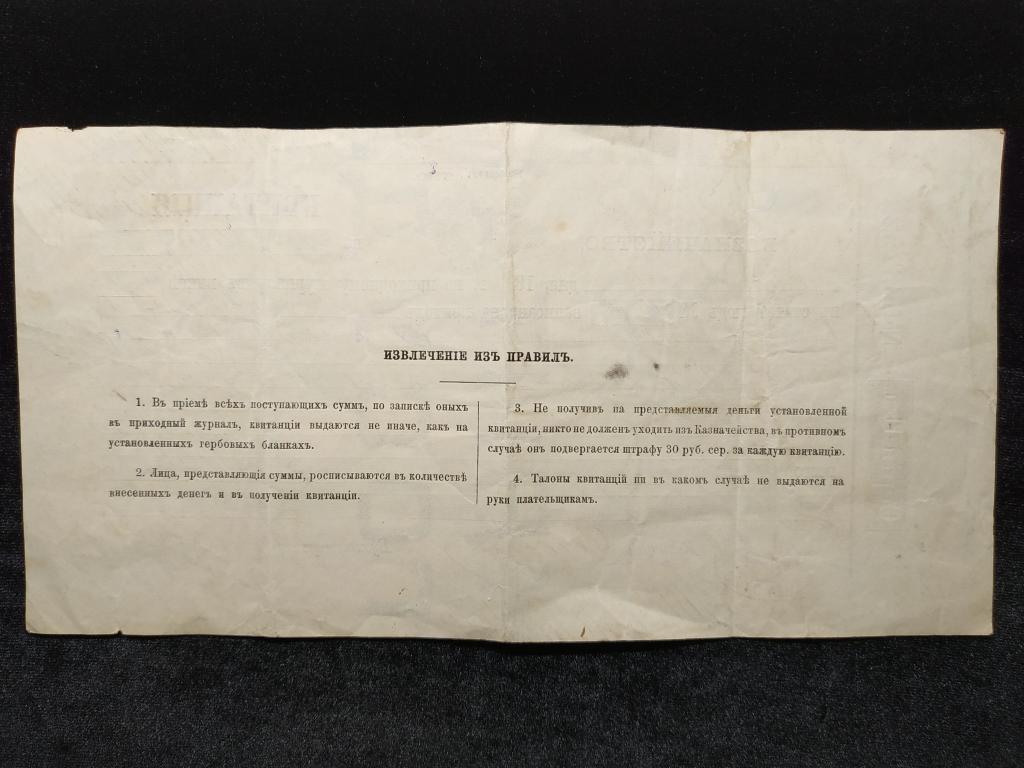 ИЗВЛЕЧЕНІЕ ИЗЪ ПРАВИЛЪ.
1. Въ пріемѣ всѣхъ поступающихъ суммъ, по запискѣ оныхъ
въ приходный журналъ, квитанціи выдаются не иначе, какъ на
установленныхъ гербовыхъ бланкахъ.
2. Лица, представляющія суммы, росписываются въ количествѣ
внесенныхъ денегъ и въ полученіи квитанціи.
3. Не получивъ на представляемыя деньги установленной
квитанціи, никто не долженъ уходить изъ Казначейства, въ противномъ
случаѣ онъ подвергается штрафу 30 руб. сер. за каждую квитанцію.
4. Талоны квитанцій ни въ какомъ случаѣ не выдаются на
руки плательщикамъ.